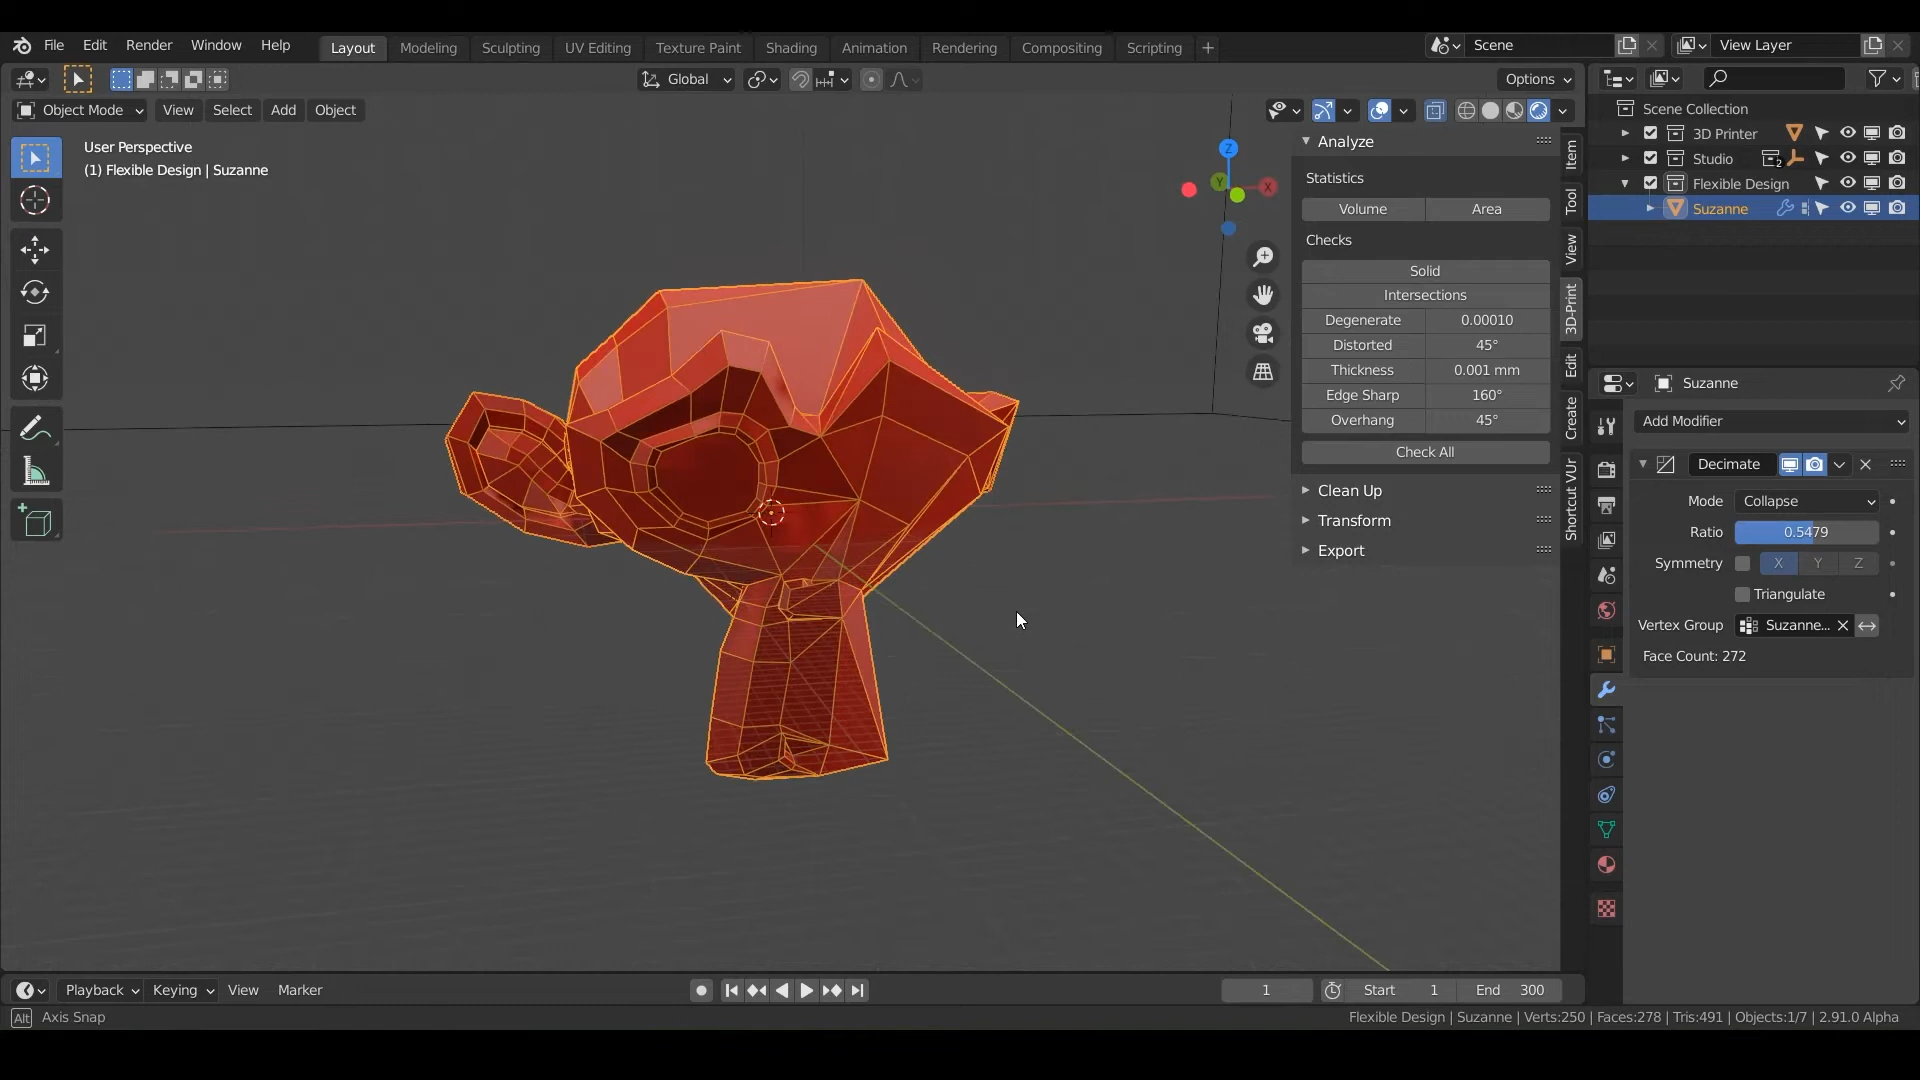 File Edit Render Window Help Layout Modeling Sculpting UV Editing Texture Paint Shading Animation Rendering Compositing Scripting + Scene View Layer
Global Options
Object Mode View Select Add Object
User Perspective
(1) Flexible Design | Suzanne
Z
Y
X
Analyze
Statistics
Volume Area
Checks
Solid
Intersections
Degenerate 0.00010
Distorted 45°
Thickness 0.001 mm
Edge Sharp 160°
Overhang 45°
Check All
Clean Up
Transform
Export
Item
Tool
View
3D-Print
Edit
Create
Shortcut VUr
Scene Collection
3D Printer
Studio 2
Flexible Design
Suzanne
Suzanne
Add Modifier
Decimate
Mode Collapse
Ratio 0.5479
Symmetry X Y Z
Triangulate
Vertex Group Suzanne...
Face Count: 272
Playback Keying View Marker 1 Start 1 End 300
Alt Axis Snap
Flexible Design | Suzanne | Verts:250 | Faces:278 | Tris:491 | Objects:1/7 | 2.91.0 Alpha